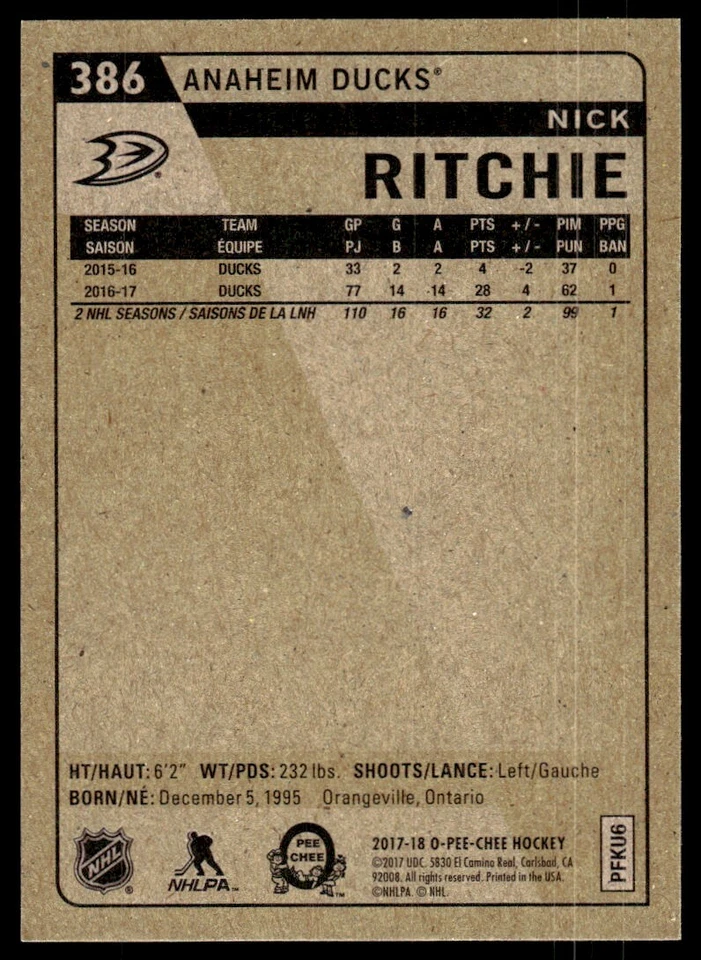 386 ANAHEIM DUCKS®
NICK
RITCHIE
SEASON TEAM GP G A PTS +/- PIM PPG
SAISON ÉQUIPE PJ B A PTS +/- PUN BAN
2015-16 DUCKS 33 2 2 4 -2 37 0
2016-17 DUCKS 77 14 14 28 4 62 1
2 NHL SEASONS / SAISONS DE LA LNH 110 16 16 32 2 99 1
HT/HAUT: 6'2" WT/PDS: 232 lbs. SHOOTS/LANCE: Left/Gauche
BORN/NÉ: December 5, 1995 Orangeville, Ontario
NHL ®
NHLPA™
O PEE CHEE ™
2017-18 O-PEE-CHEE HOCKEY
©2017 UDC. 5830 El Camino Real, Carlsbad, CA
92008. All rights reserved. Printed in the USA.
©NHLPA. © NHL.
PFKU6